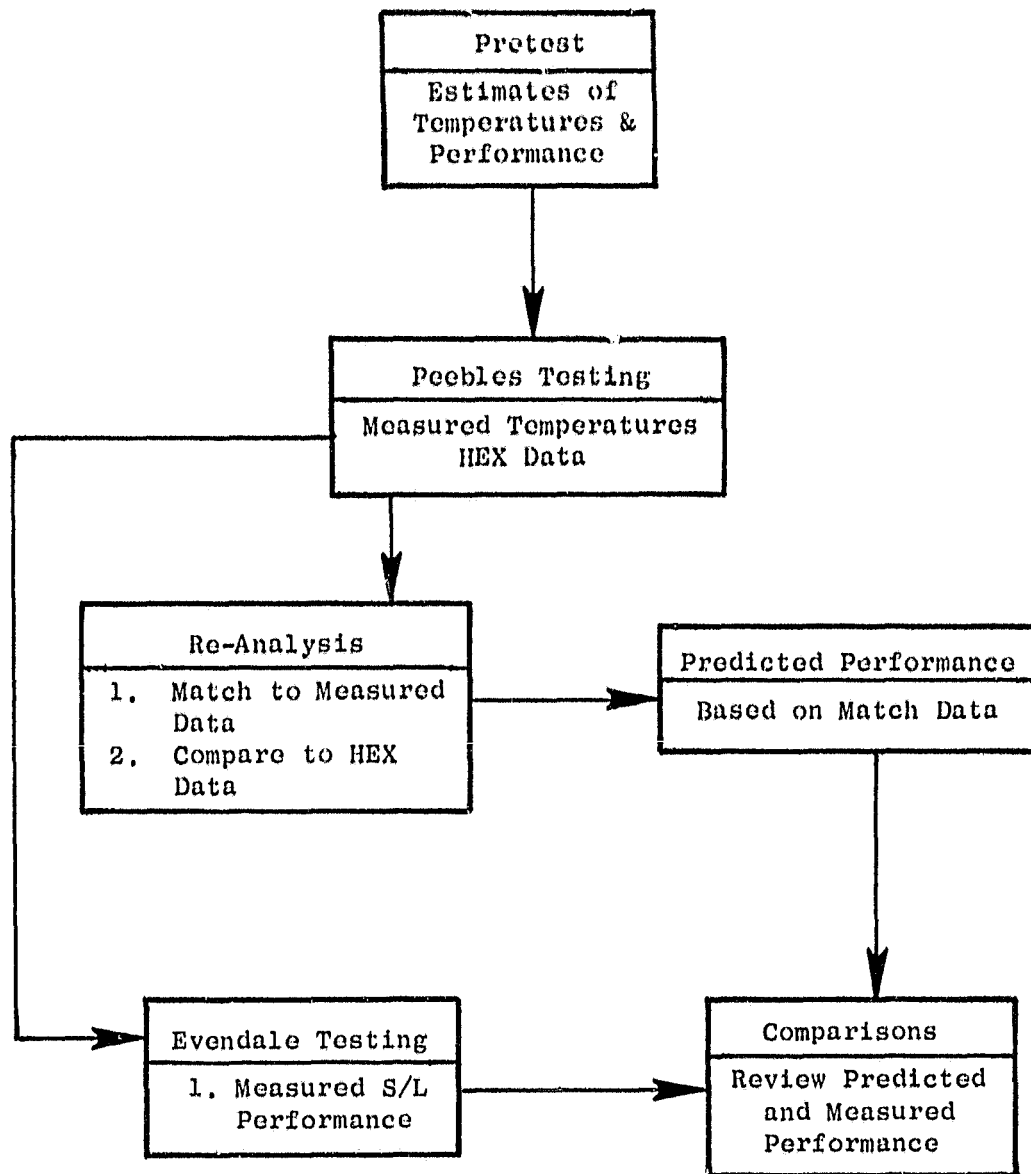 Pretest
Estimates of
Temperatures &
Performance
Peebles Testing
Measured Temperatures
HEX Data
Re-Analysis
1. Match to Measured
Data
2. Compare to HEX
Data
Predicted Performance
Based on Match Data
Evendale Testing
1. Measured S/L
Performance
Comparisons
Review Predicted
and Measured
Performance